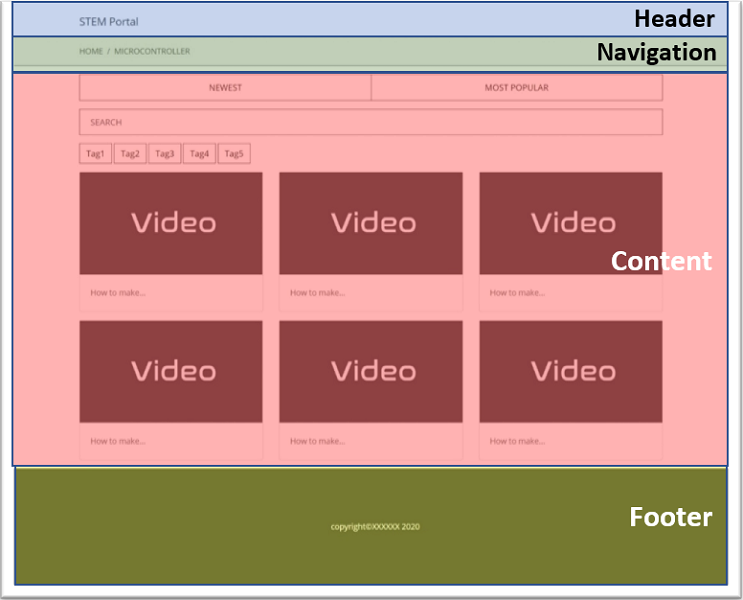 STEM Portal Header
HOME / MICROCONTROLLER Navigation
NEWEST MOST POPULAR
SEARCH
Tag1 Tag2 Tag3 Tag4 Tag5
Video Video Video
Content
How to make... How to make... How to make...
Video Video Video
How to make... How to make... How to make...
Footer
copyright©XXXXXX 2020